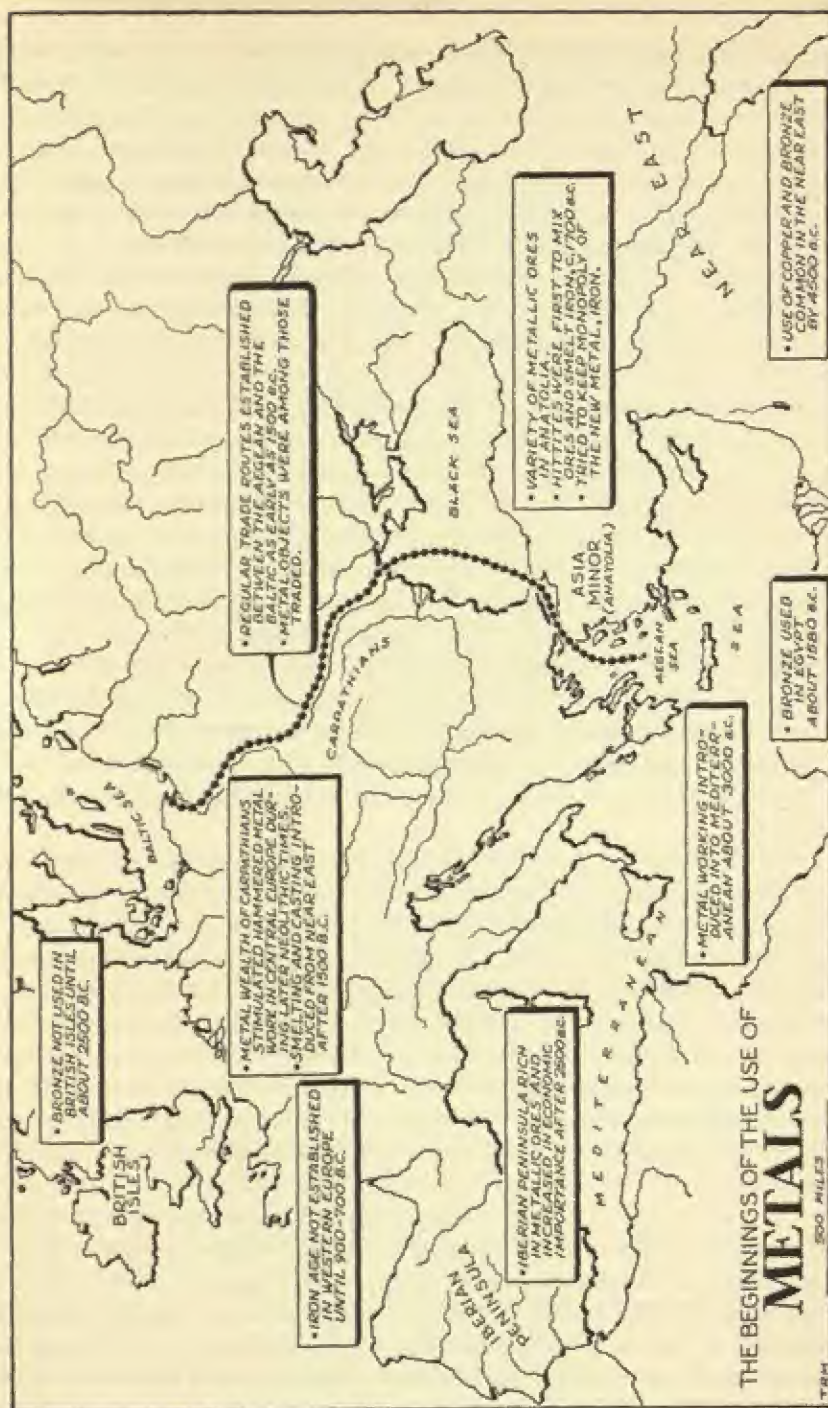 • BRONZE NOT USED IN
BRITISH ISLES UNTIL
ABOUT 2500 B.C.
BRITISH
ISLES
BALTIC SEA
• IRON AGE NOT ESTABLISHED
IN WESTERN EUROPE
UNTIL 900-700 B.C.
• METAL WEALTH OF CARPATHIANS
STIMULATED HAMMERED METAL
WORK IN CENTRAL EUROPE DUR-
ING LATER NEOLITHIC TIMES.
• SMELTING AND CASTING INTRO-
DUCED FROM NEAR EAST
AFTER 1500 B.C.
• REGULAR TRADE ROUTES ESTABLISHED
BETWEEN THE AEGEAN AND THE
BALTIC AS EARLY AS 1500 B.C.
• METAL OBJECTS WERE AMONG THOSE
TRADED.
CARPATHIANS
BLACK SEA
IBERIAN
PENINSULA
• IBERIAN PENINSULA RICH
IN METALLIC ORES AND
INCREASED IN ECONOMIC
IMPORTANCE AFTER 2500 B.C.
• VARIETY OF METALLIC ORES
IN ANATOLIA.
• HITTITES WERE FIRST TO MIX
ORES AND SMELT IRON, C.1700 B.C.
• TRIED TO KEEP MONOPOLY OF
THE NEW METAL, IRON.
ASIA
MINOR
(ANATOLIA)
AEGEAN
SEA
MEDITERRANEAN
SEA
NEAR EAST
• METAL WORKING INTRO-
DUCED INTO MEDITERR-
ANEAN ABOUT 3000 B.C.
• BRONZE USED
IN EGYPT
ABOUT 1580 B.C.
• USE OF COPPER AND BRONZE
COMMON IN THE NEAR EAST
BY 4500 B.C.
THE BEGINNINGS OF THE USE OF
METALS
500 MILES
TRM